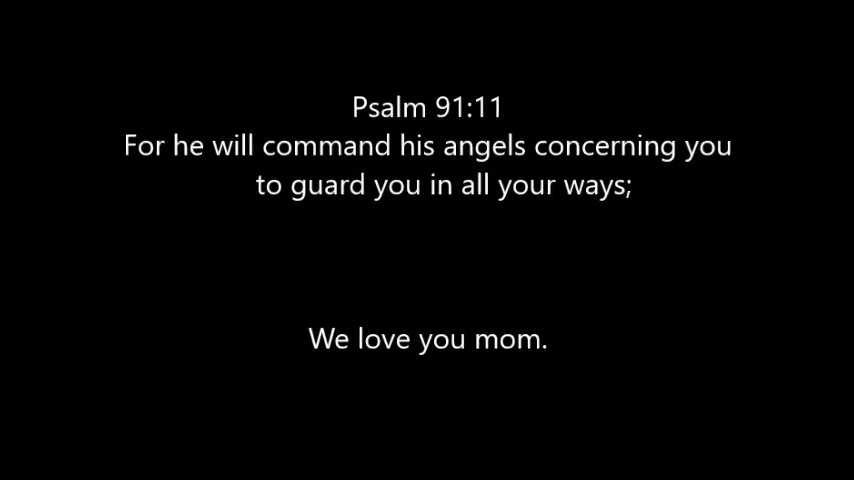 Psalm 91:11
For he will command his angels concerning you
to guard you in all your ways;
We love you mom.